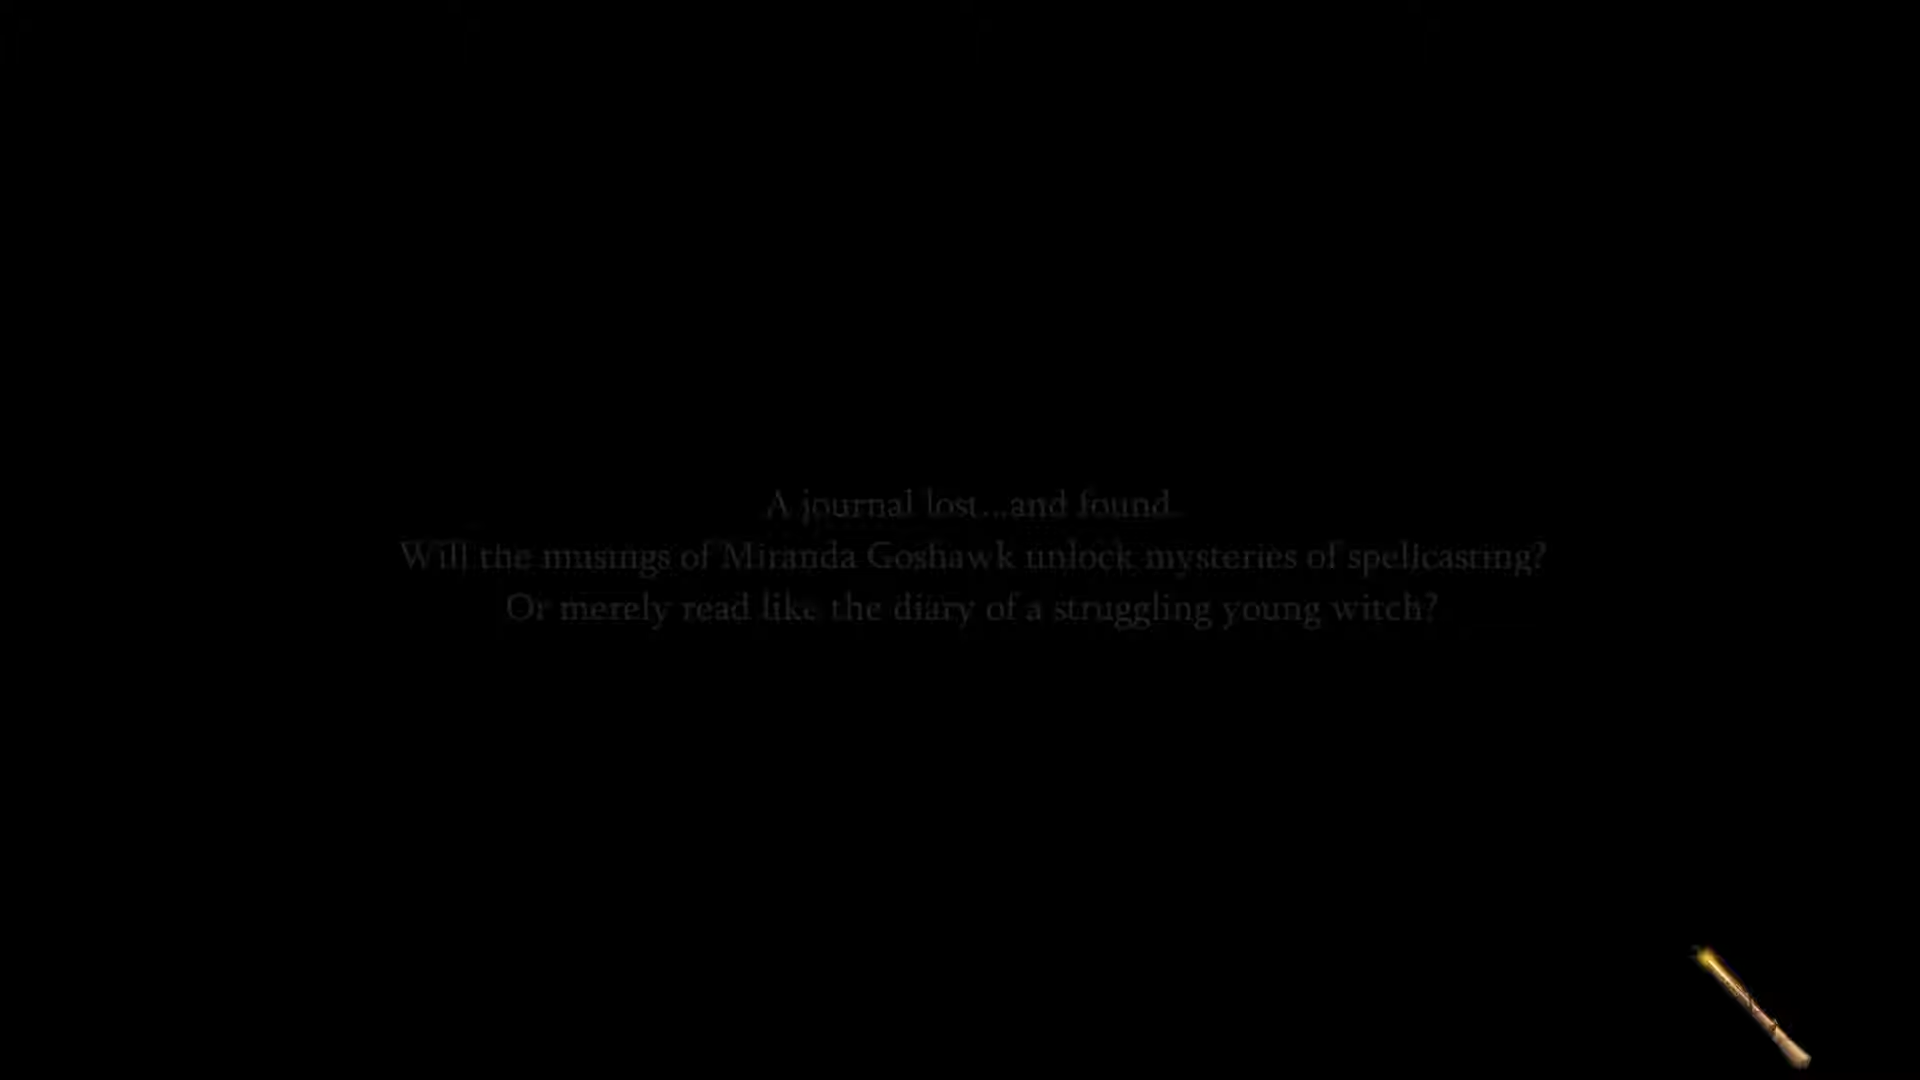 A journal lost...and found.
Will the musings of Miranda Goshawk unlock mysteries of spellcasting?
Or merely read like the diary of a struggling young witch?